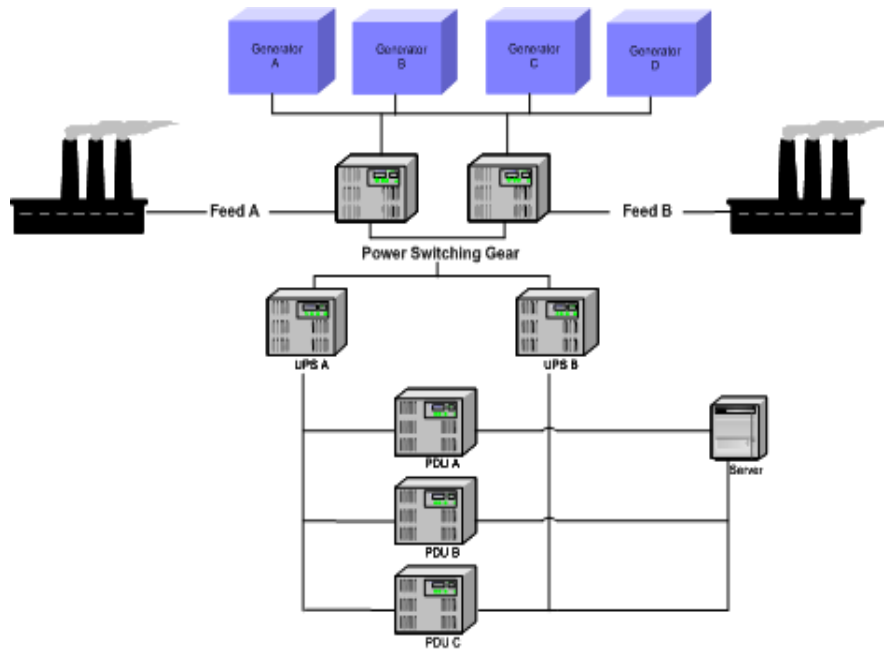 Generator
A
Generator
B
Generator
C
Generator
D
Feed A
Feed B
Power Switching Gear
UPS A
UPS B
PDU A
Server
PDU B
PDU C